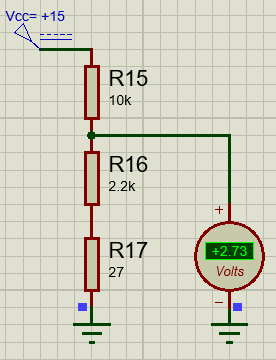 Vcc= +15
R15
10k
R16
2.2k
+
+2.73
R17
Volts
27
−